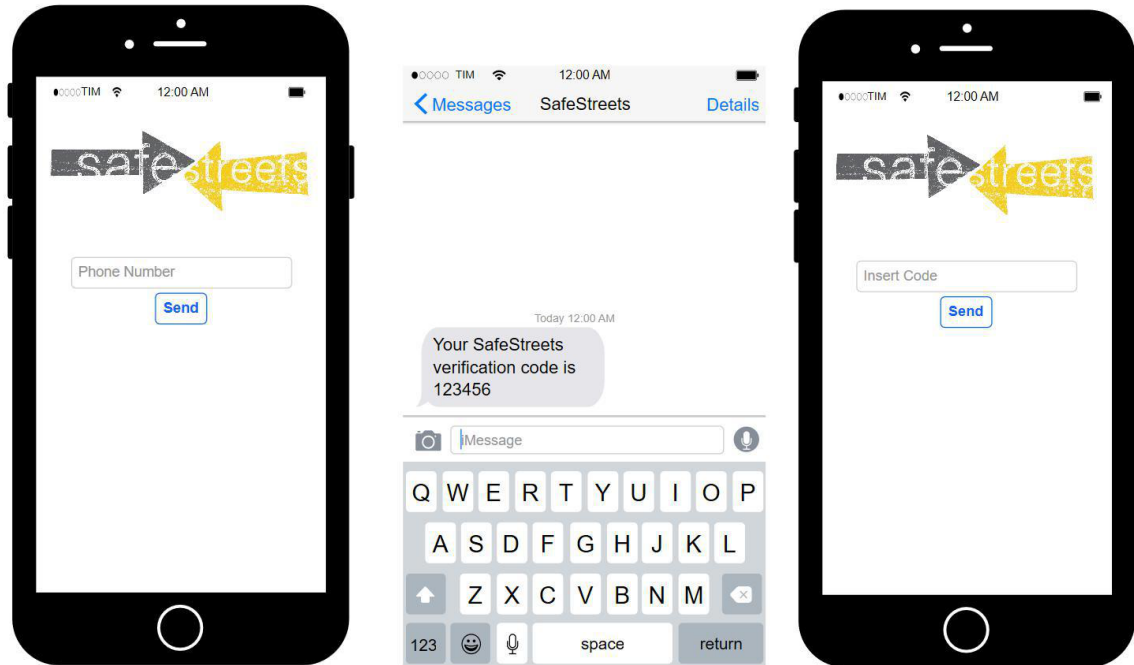 TIM 12:00 AM
safestreets
Phone Number
Send
TIM 12:00 AM
Messages SafeStreets Details
Today 12:00 AM
Your SafeStreets
verification code is
123456
iMessage
Q W E R T Y U I O P
A S D F G H J K L
Z X C V B N M
123 space return
TIM 12:00 AM
safestreets
Insert Code
Send